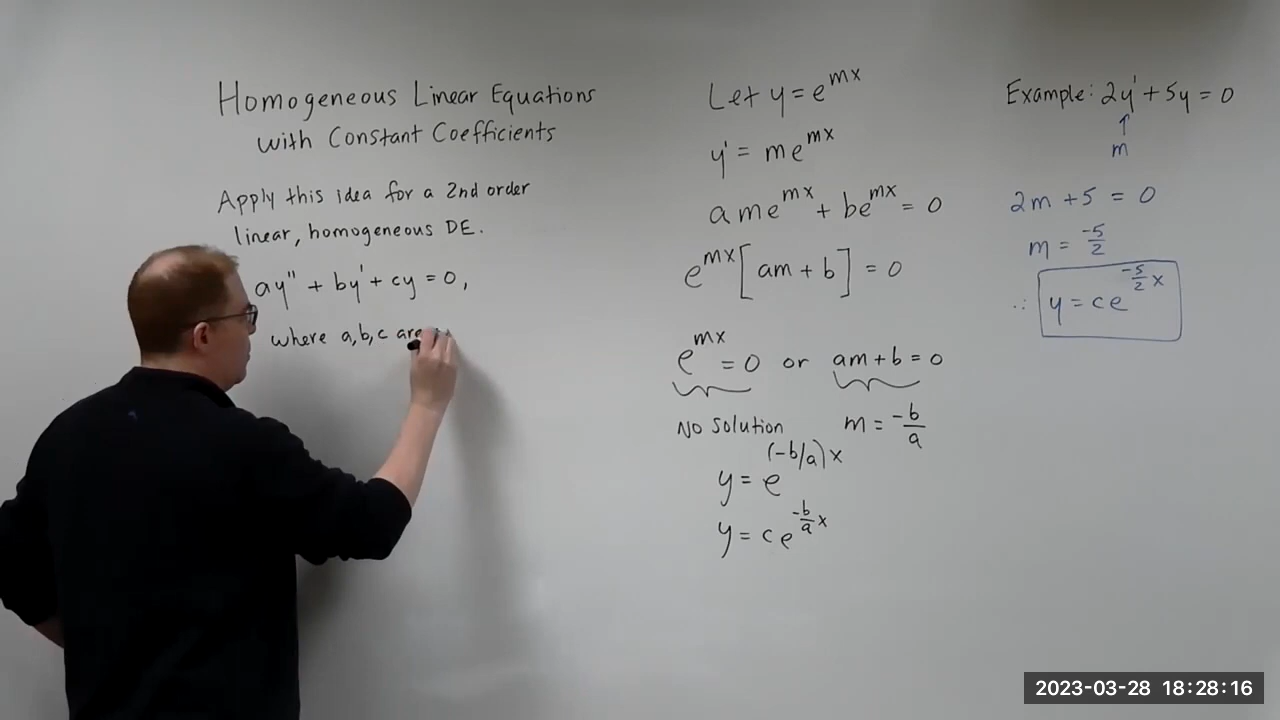 Homogeneous Linear Equations
with Constant Coefficients
Apply this idea for a 2nd order
linear, homogeneous DE.
ay" + by' + cy = 0,
where a,b,c are
Let y = e^{mx}
y' = me^{mx}
ame^{mx} + be^{mx} = 0
e^{mx}[am + b] = 0
e^{mx} = 0 or am + b = 0
No Solution m = -b/a
y = e^{(-b/a)x}
y = ce^{-b/a x}
Example: 2y' + 5y = 0
↑
m
2m + 5 = 0
m = -5/2
∴ y = ce^{-5/2 x}
2023-03-28 18:28:16